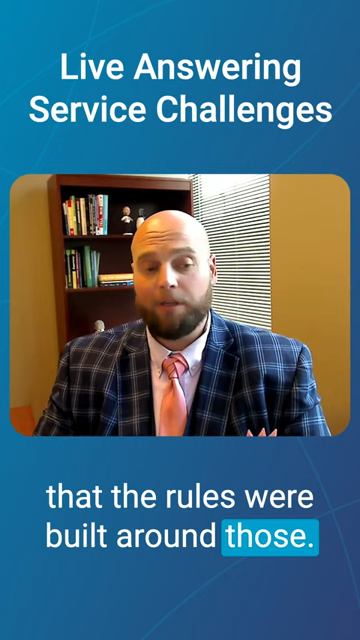 Live Answering
Service Challenges
that the rules were
built around those.